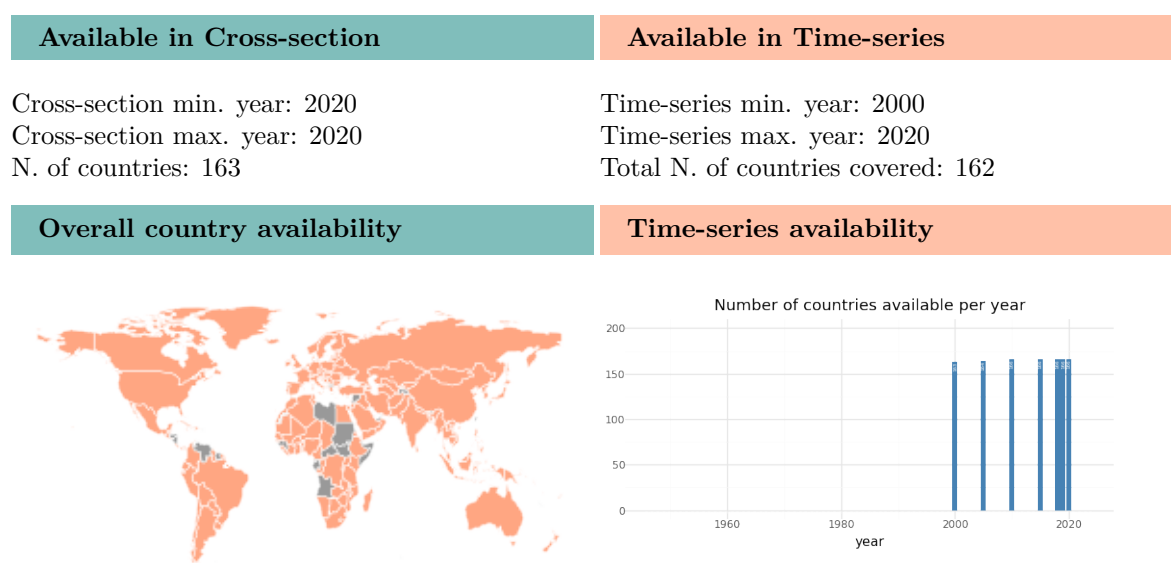 Available in Cross-section
Available in Time-series
Cross-section min. year: 2020
Cross-section max. year: 2020
N. of countries: 163
Time-series min. year: 2000
Time-series max. year: 2020
Total N. of countries covered: 162
Overall country availability
Time-series availability
Number of countries available per year
200
150
100
50
0
1960
1980
2000
2020
year